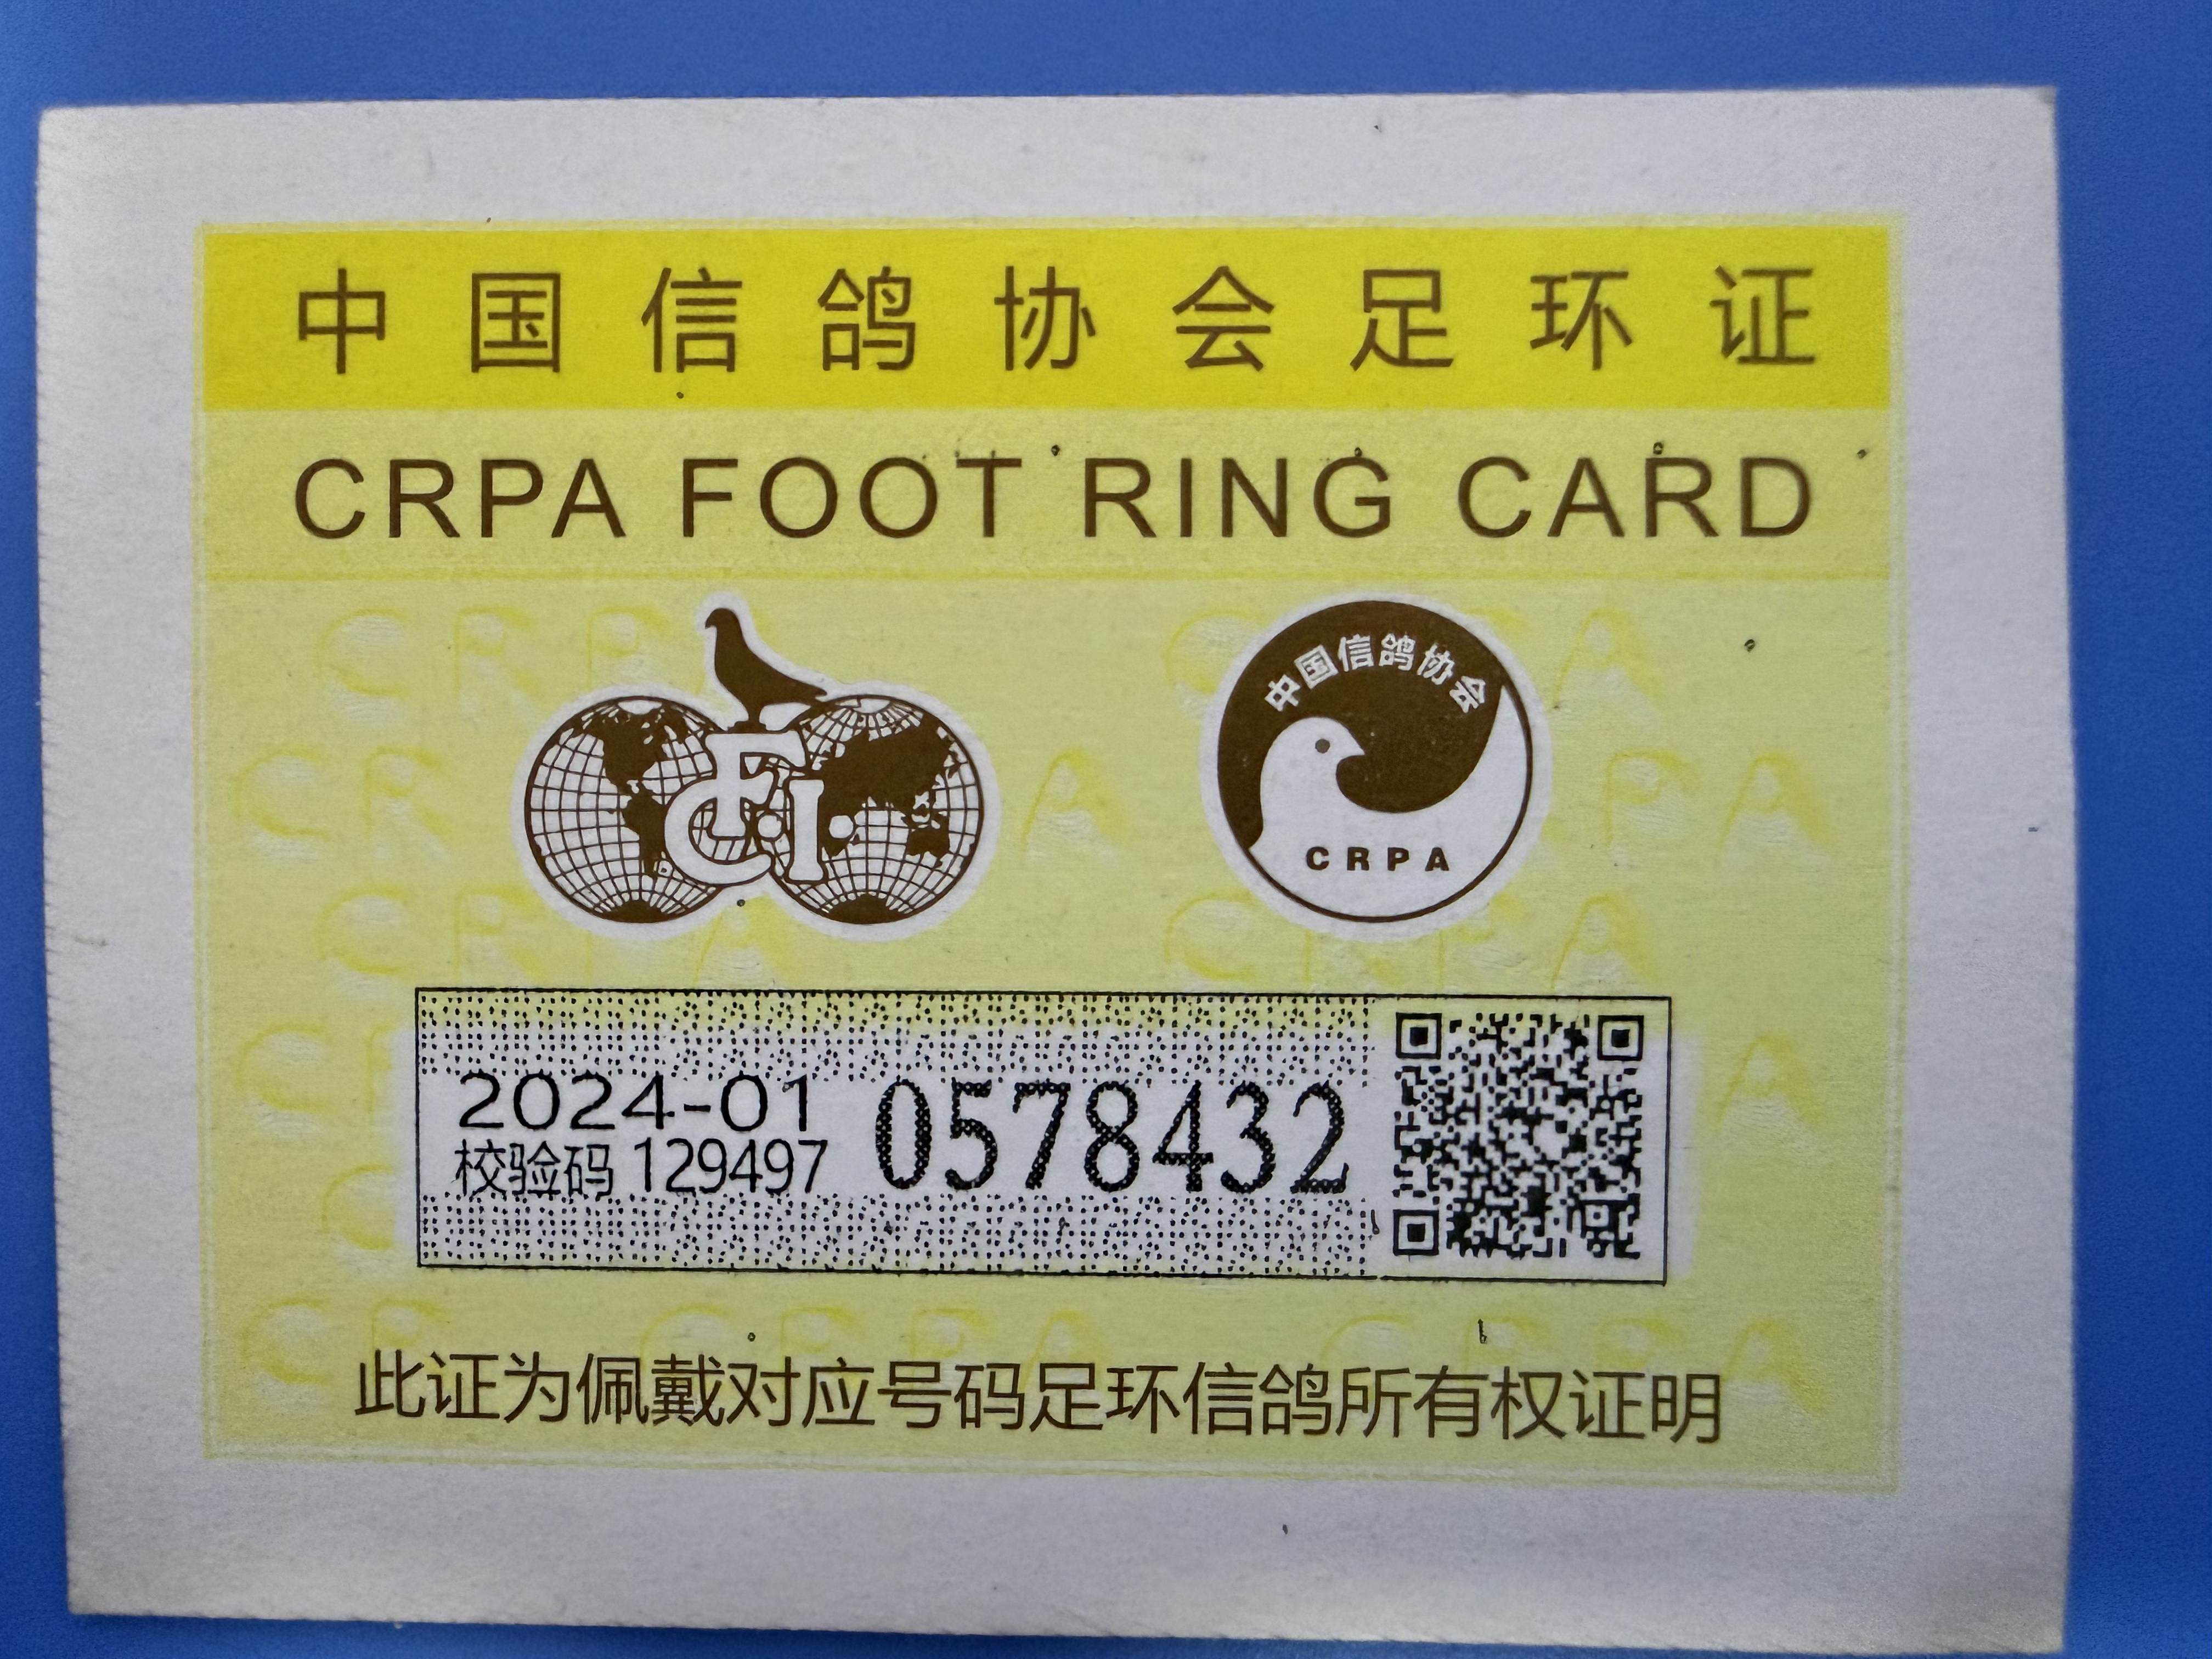 中国信鸽协会足环证
CRPA FOOT RING CARD
CFI
中国信鸽协会
CRPA
2024-01
校验码 129497
0578432
此证为佩戴对应号码足环信鸽所有权证明